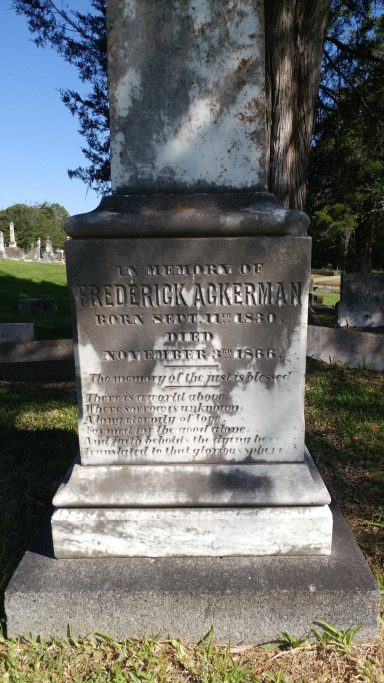 IN MEMORY OF
FREDERICK ACKERMAN
BORN SEPT. 11TH 1830.
DIED
NOVEMBER 3TH 1866.
"The memory of the just is blessed"
There is a world above.
Where sorrow is unknown;
A long eternity of love,
Formed for the good alone.
And faith beholds the dying here
Translated to that glorious sphere